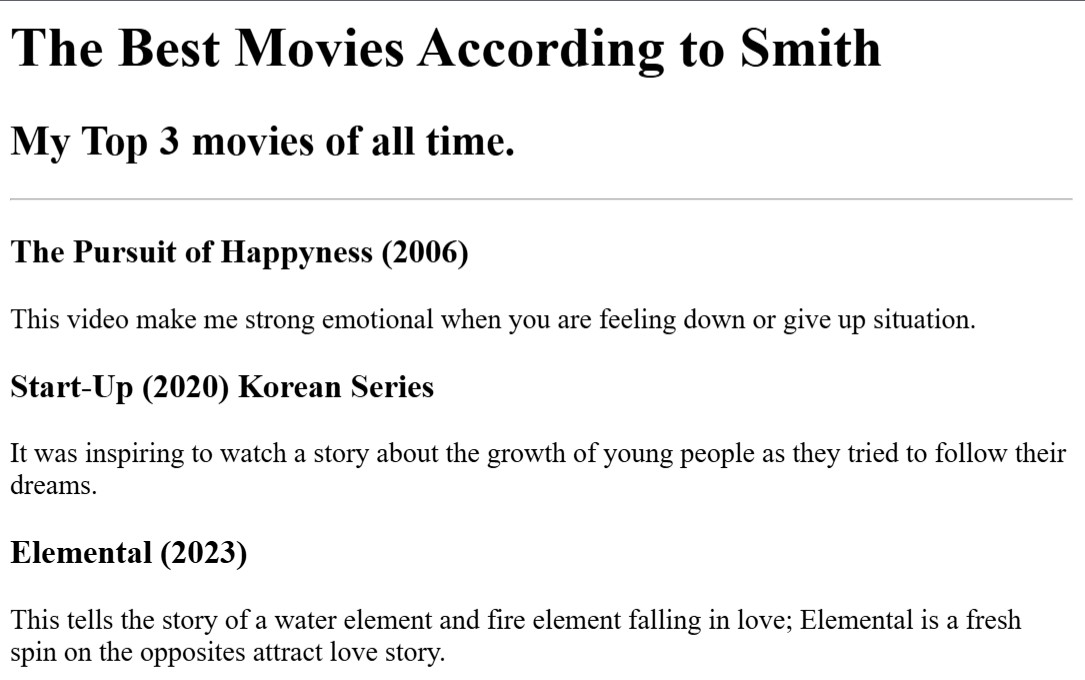 The Best Movies According to Smith
My Top 3 movies of all time.
The Pursuit of Happyness (2006)
This video make me strong emotional when you are feeling down or give up situation.
Start-Up (2020) Korean Series
It was inspiring to watch a story about the growth of young people as they tried to follow their
dreams.
Elemental (2023)
This tells the story of a water element and fire element falling in love; Elemental is a fresh
spin on the opposites attract love story.